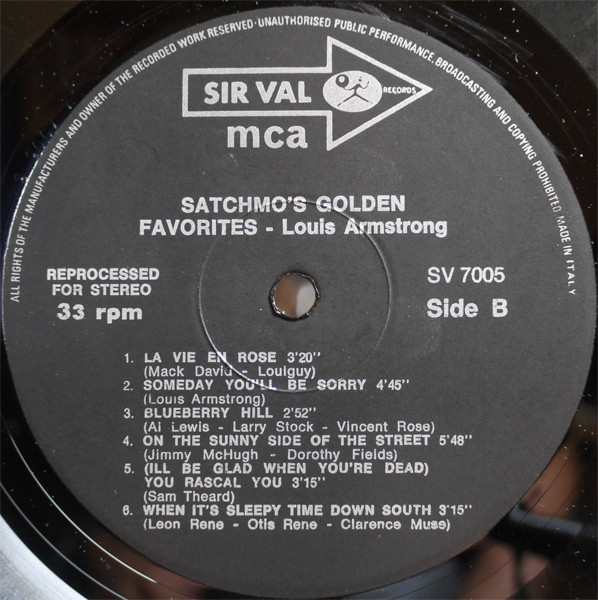 ALL RIGHTS OF THE MANUFACTURERS AND OWNER OF THE RECORDED WORK RESERVED·UNAUTHORISED PUBLIC PERFORMANCE, BROADCASTING AND COPYING PROHIBITED. MADE IN ITALY
SIR VAL RECORDS
mca
SATCHMO'S GOLDEN
FAVORITES - Louis Armstrong
REPROCESSED
FOR STEREO
33 rpm
SV 7005
Side B
1. LA VIE EN ROSE 3'20''
(Mack David - Louiguy)
2. SOMEDAY YOU'LL BE SORRY 4'45''
(Louis Armstrong)
3. BLUEBERRY HILL 2'52''
(Al Lewis - Larry Stock - Vincent Rose)
4. ON THE SUNNY SIDE OF THE STREET 5'48''
(Jimmy McHugh - Dorothy Fields)
5. (ILL BE GLAD WHEN YOU'RE DEAD)
YOU RASCAL YOU 3'15''
(Sam Theard)
6. WHEN IT'S SLEEPY TIME DOWN SOUTH 3'15''
(Leon Rene - Otis Rene - Clarence Muse)